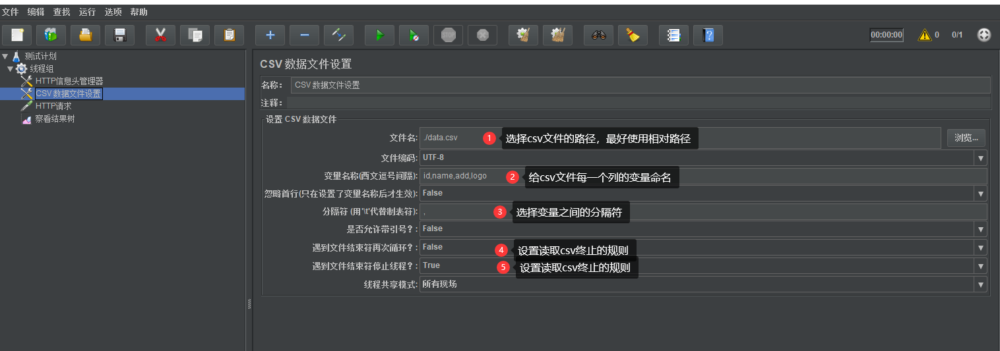 文件 编辑 查找 运行 选项 帮助
STOP
00:00:00 0 0/1
测试计划
线程组
HTTP信息头管理器
CSV 数据文件设置
HTTP请求
察看结果树
CSV 数据文件设置
名称： CSV 数据文件设置
注释：
设置 CSV 数据文件
文件名: ./data.csv 1 选择csv文件的路径，最好使用相对路径 浏览...
文件编码: UTF-8
变量名称(西文逗号间隔): id,name,add,logo 2 给csv文件每一个列的变量命名
忽略首行(只在设置了变量名称后才生效): False
分隔符 (用'\t'代替制表符): , 3 选择变量之间的分隔符
是否允许带引号？: False
遇到文件结束符再次循环？: False 4 设置读取csv终止的规则
遇到文件结束符停止线程？: True 5 设置读取csv终止的规则
线程共享模式: 所有现场